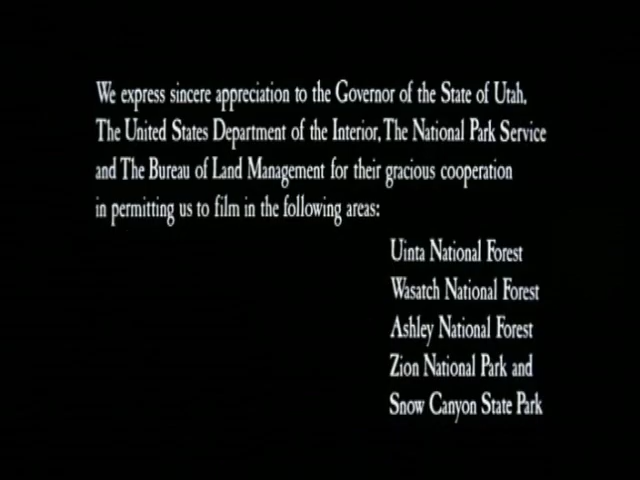 We express sincere appreciation to the Governor of the State of Utah,
The United States Department of the Interior, The National Park Service
and The Bureau of Land Management for their gracious cooperation
in permitting us to film in the following areas:
Uinta National Forest
Wasatch National Forest
Ashley National Forest
Zion National Park and
Snow Canyon State Park